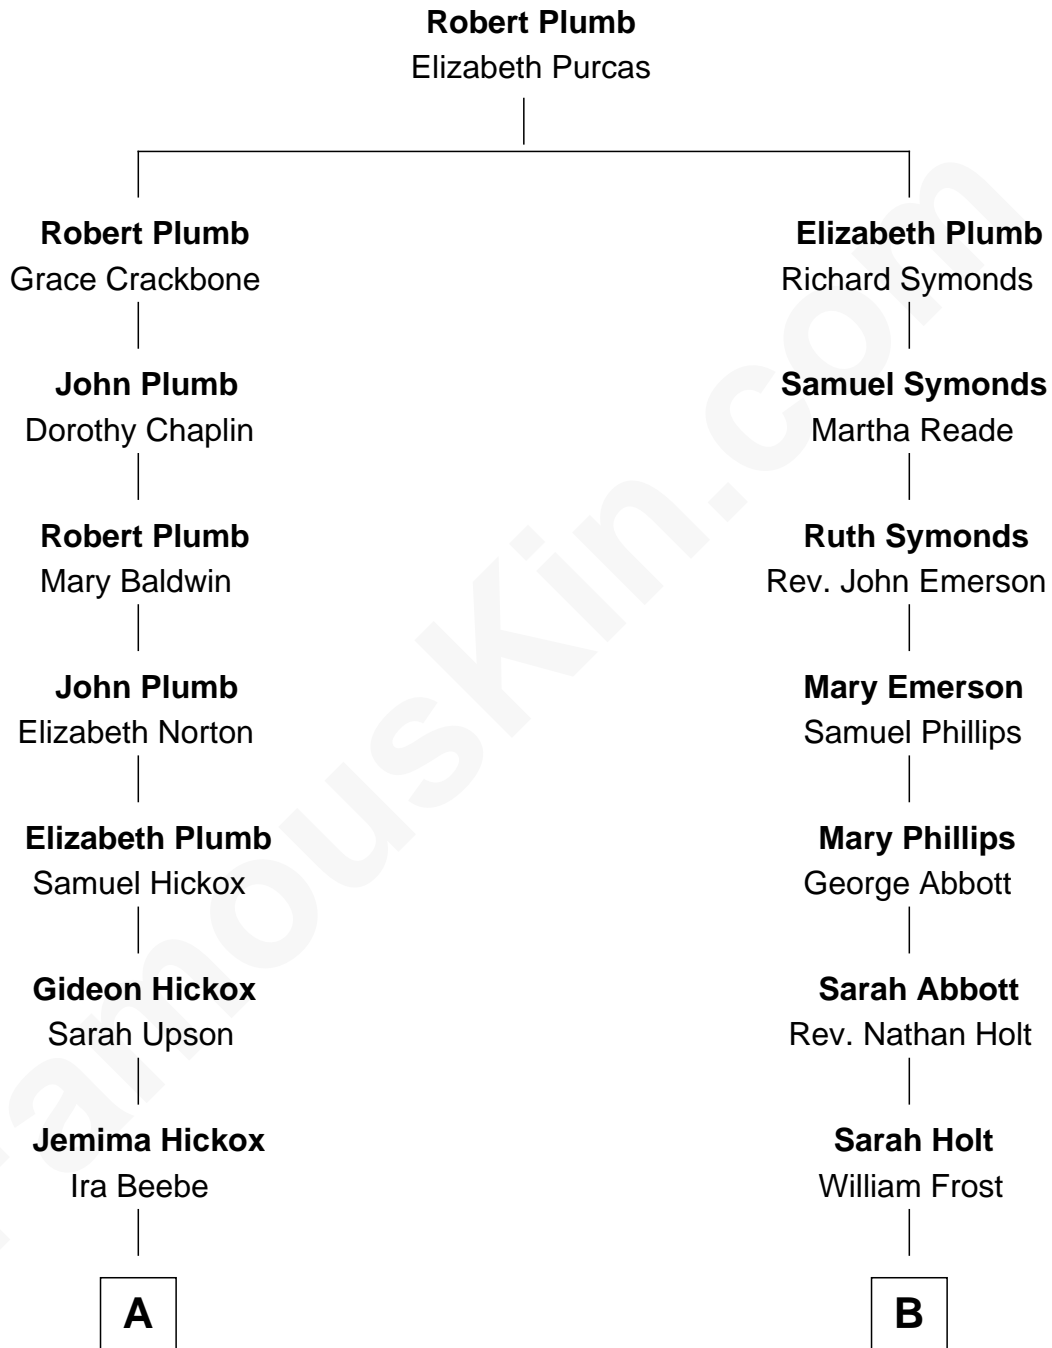 Robert Plumb
Elizabeth Purcas
Robert Plumb
Grace Crackbone
Elizabeth Plumb
Richard Symonds
John Plumb
Dorothy Chaplin
Samuel Symonds
Martha Reade
Robert Plumb
Mary Baldwin
Ruth Symonds
Rev. John Emerson
John Plumb
Elizabeth Norton
Mary Emerson
Samuel Phillips
Elizabeth Plumb
Samuel Hickox
Mary Phillips
George Abbott
Gideon Hickox
Sarah Upson
Sarah Abbott
Rev. Nathan Holt
Jemima Hickox
Ira Beebe
Sarah Holt
William Frost
A
B
FamousKin.com